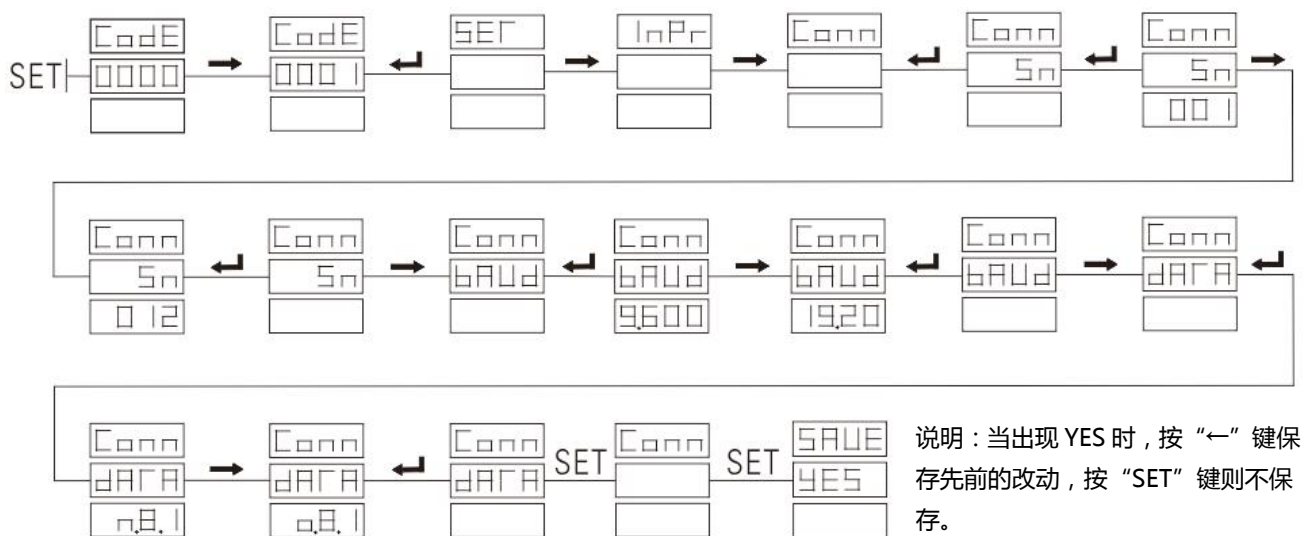 CodE CodE SET InPr Conn Conn Conn
SET 0000 0001 Sn Sn
001
Conn Conn Conn Conn Conn Conn Conn
Sn Sn bAUd bAUd bAUd bAUd dATA
012 9.600 19.20
Conn Conn Conn SET Conn SET SAVE
dATA dATA dATA YES
n.8.1 o.8.1
说明：当出现 YES 时，按“←”键保
存先前的改动，按“SET”键则不保
存。